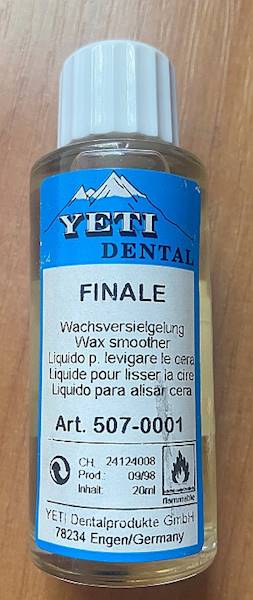 YETI
DENTAL
FINALE
Wachsversielgelung
Wax smoother
Liquido p. levigare le cera
Liquide pour lisser la cire
Liquido para alisar cera
Art. 507-0001
CH. 24124008
Prod.: 09/98
Inhalt: 20ml
flammable
YETI Dentalprodukte GmbH
78234 Engen/Germany